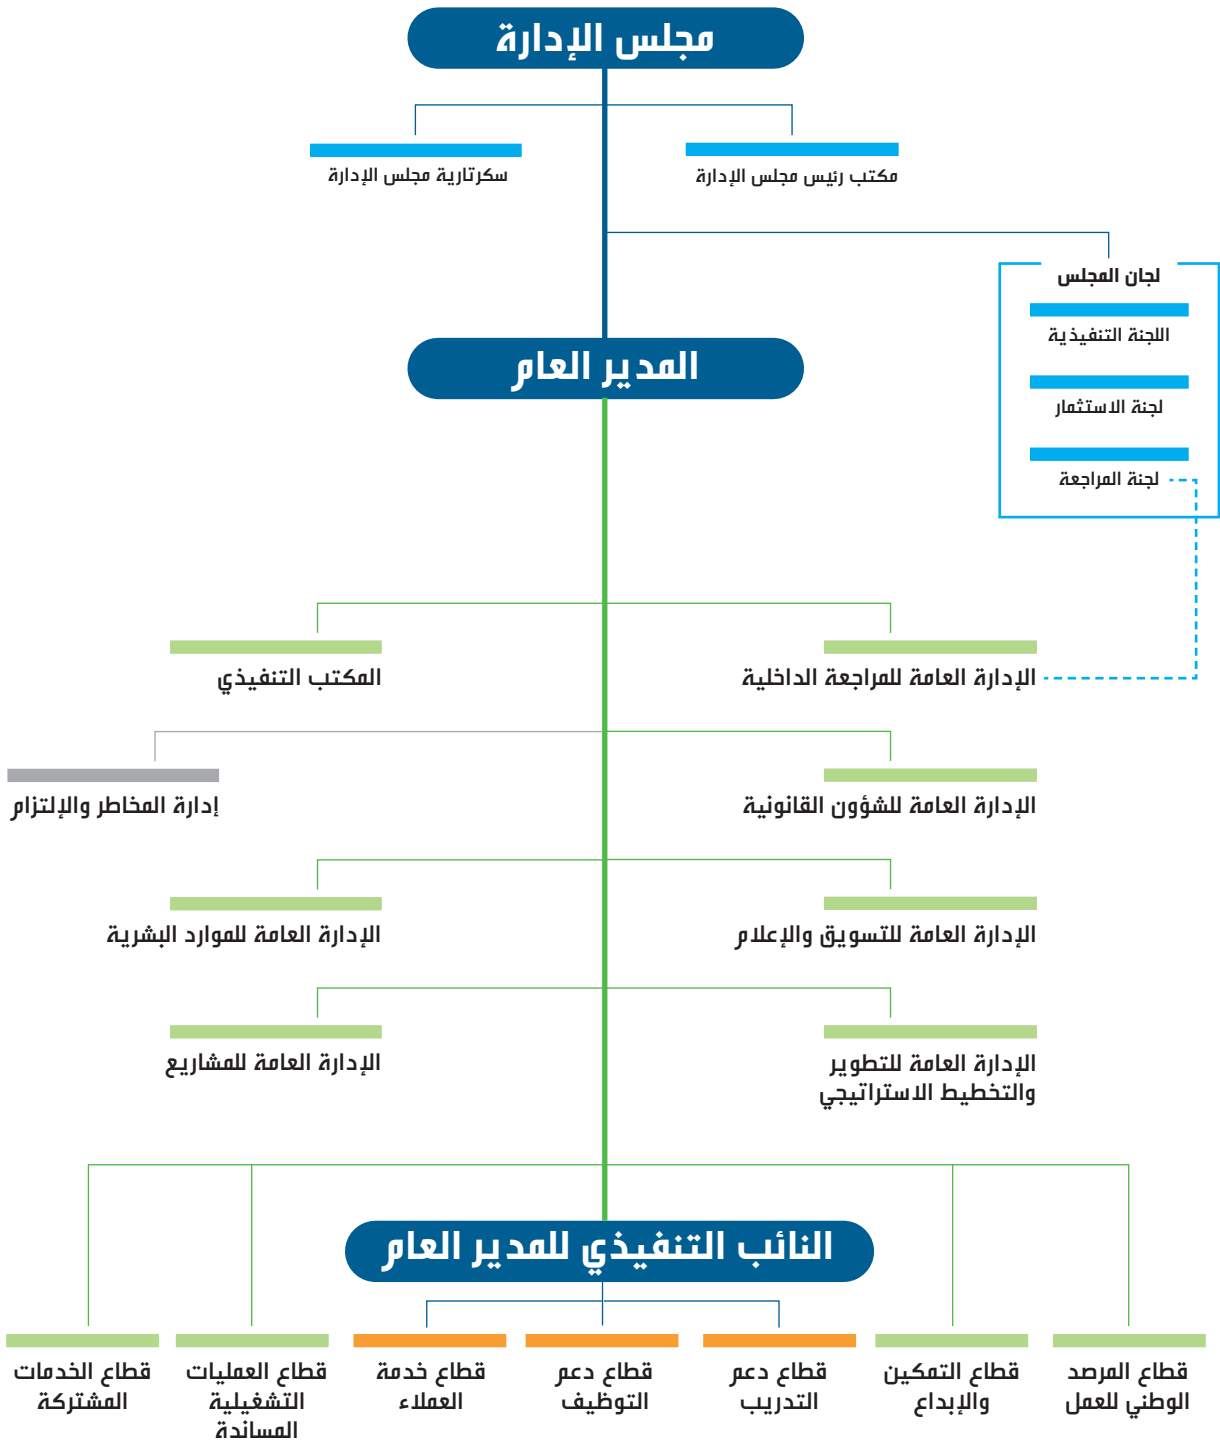 مجلس الإدارة
مكتب رئيس مجلس الإدارة
سكرتارية مجلس الإدارة
لجان المجلس
اللجنة التنفيذية
لجنة الاستثمار
لجنة المراجعة
المدير العام
الإدارة العامة للمراجعة الداخلية
المكتب التنفيذي
الإدارة العامة للشؤون القانونية
إدارة المخاطر والإلتزام
الإدارة العامة للتسويق والإعلام
الإدارة العامة للموارد البشرية
الإدارة العامة للتطوير
والتخطيط الاستراتيجي
الإدارة العامة للمشاريع
النائب التنفيذي للمدير العام
قطاع المرصد
الوطني للعمل
قطاع التمكين
والإبداع
قطاع دعم
التدريب
قطاع دعم
التوظيف
قطاع خدمة
العملاء
قطاع العمليات
التشغيلية
المساندة
قطاع الخدمات
المشتركة